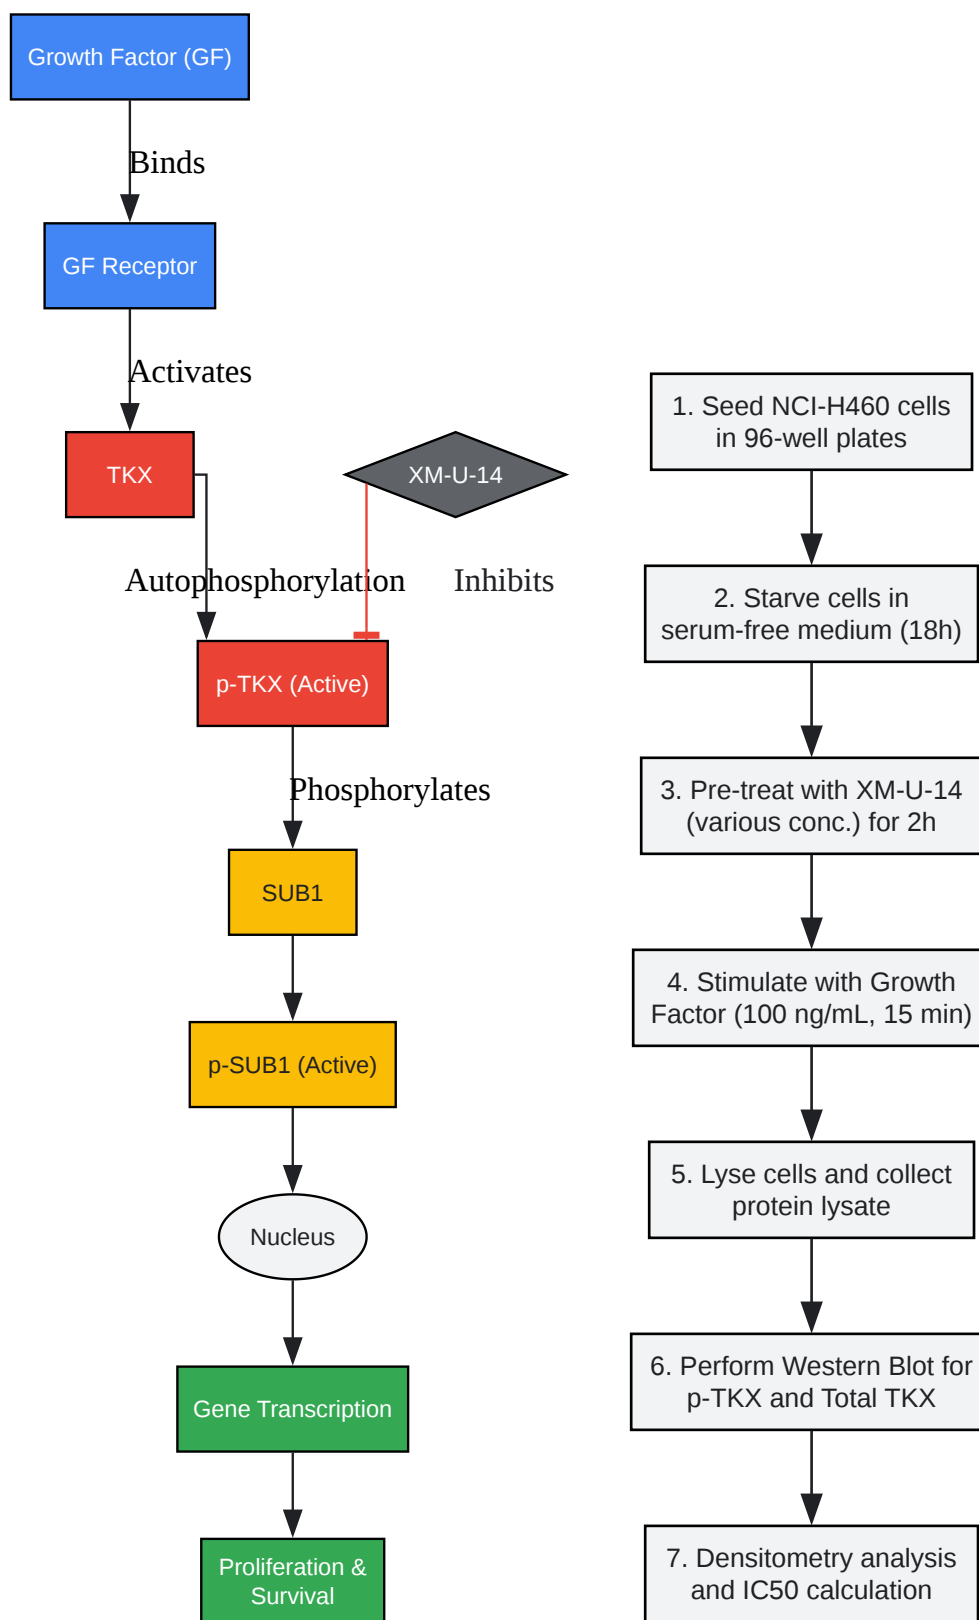 Growth Factor (GF)
Binds
GF Receptor
Activates
TKX
XM-U-14
Autophosphorylation
Inhibits
p-TKX (Active)
Phosphorylates
SUB1
p-SUB1 (Active)
Nucleus
Gene Transcription
Proliferation &
Survival
1. Seed NCI-H460 cells
in 96-well plates
2. Starve cells in
serum-free medium (18h)
3. Pre-treat with XM-U-14
(various conc.) for 2h
4. Stimulate with Growth
Factor (100 ng/mL, 15 min)
5. Lyse cells and collect
protein lysate
6. Perform Western Blot for
p-TKX and Total TKX
7. Densitometry analysis
and IC50 calculation